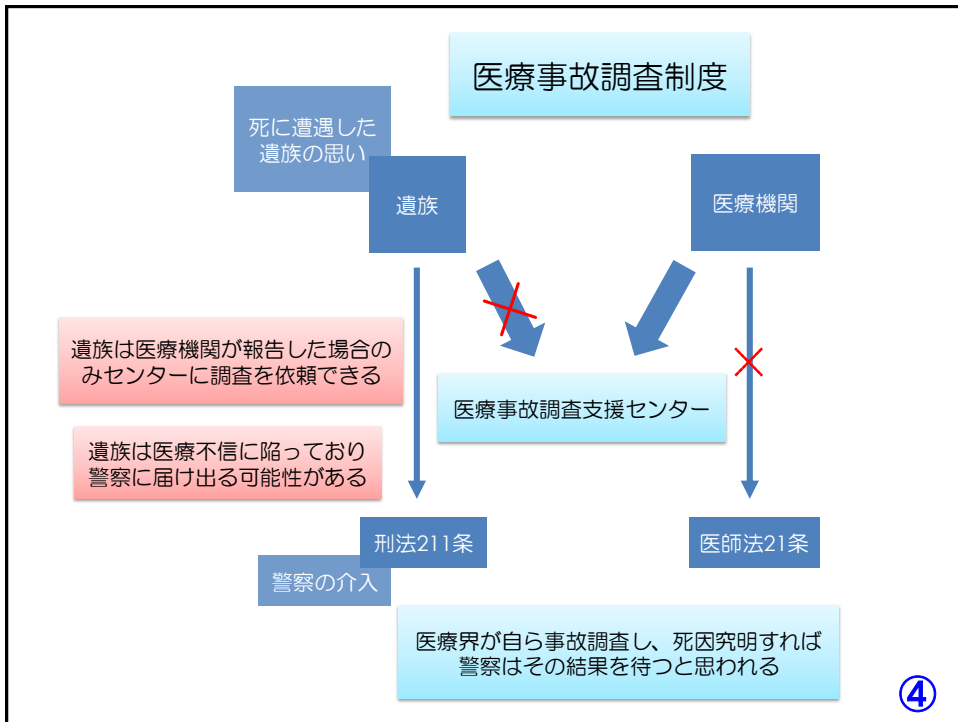 医療事故調査制度
死に遭遇した
遺族の思い
遺族
医療機関
遺族は医療機関が報告した場合の
みセンターに調査を依頼できる
医療事故調査支援センター
遺族は医療不信に陥っており
警察に届け出る可能性がある
刑法211条
医師法21条
警察の介入
医療界が自ら事故調査し、死因究明すれば
警察はその結果を待つと思われる
④